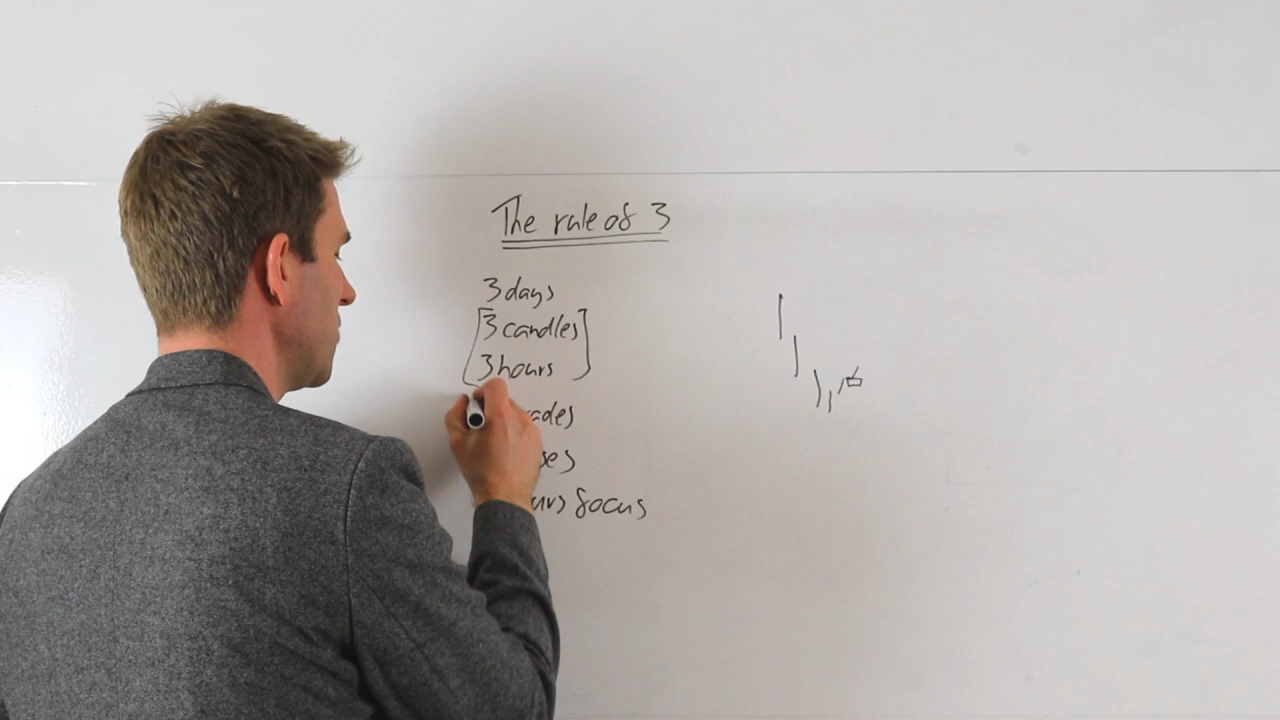 The rule of 3
3 days
[3 candles]
[3 hours]
focus